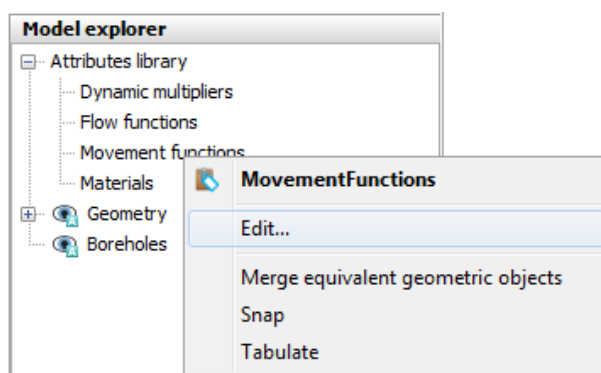 Model explorer
Attributes library
Dynamic multipliers
Flow functions
Movement functions
Materials
Geometry
Boreholes
MovementFunctions
Edit...
Merge equivalent geometric objects
Snap
Tabulate